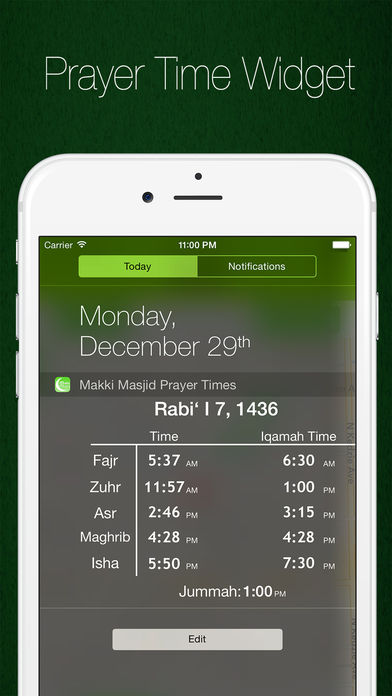 Prayer Time Widget
Carrier 11:00 PM
Today Notifications
Monday,
December 29th
Makki Masjid Prayer Times
Rabi‘ I 7, 1436
Time Iqamah Time
Fajr 5:37 AM 6:30 AM
Zuhr 11:57 AM 1:00 PM
Asr 2:46 PM 3:15 PM
Maghrib 4:28 PM 4:28 PM
Isha 5:50 PM 7:30 PM
Jummah: 1:00 PM
Edit